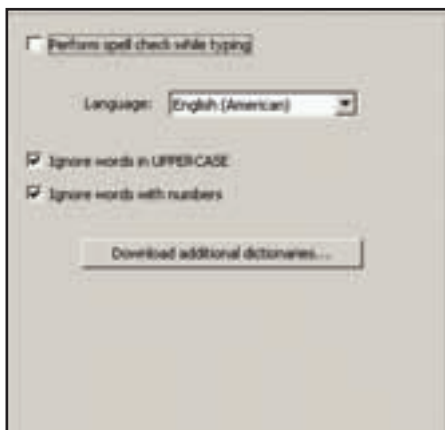 Perform spell check while typing
Language: English (American)
Ignore words in UPPERCASE
Ignore words with numbers
Download additional dictionaries...